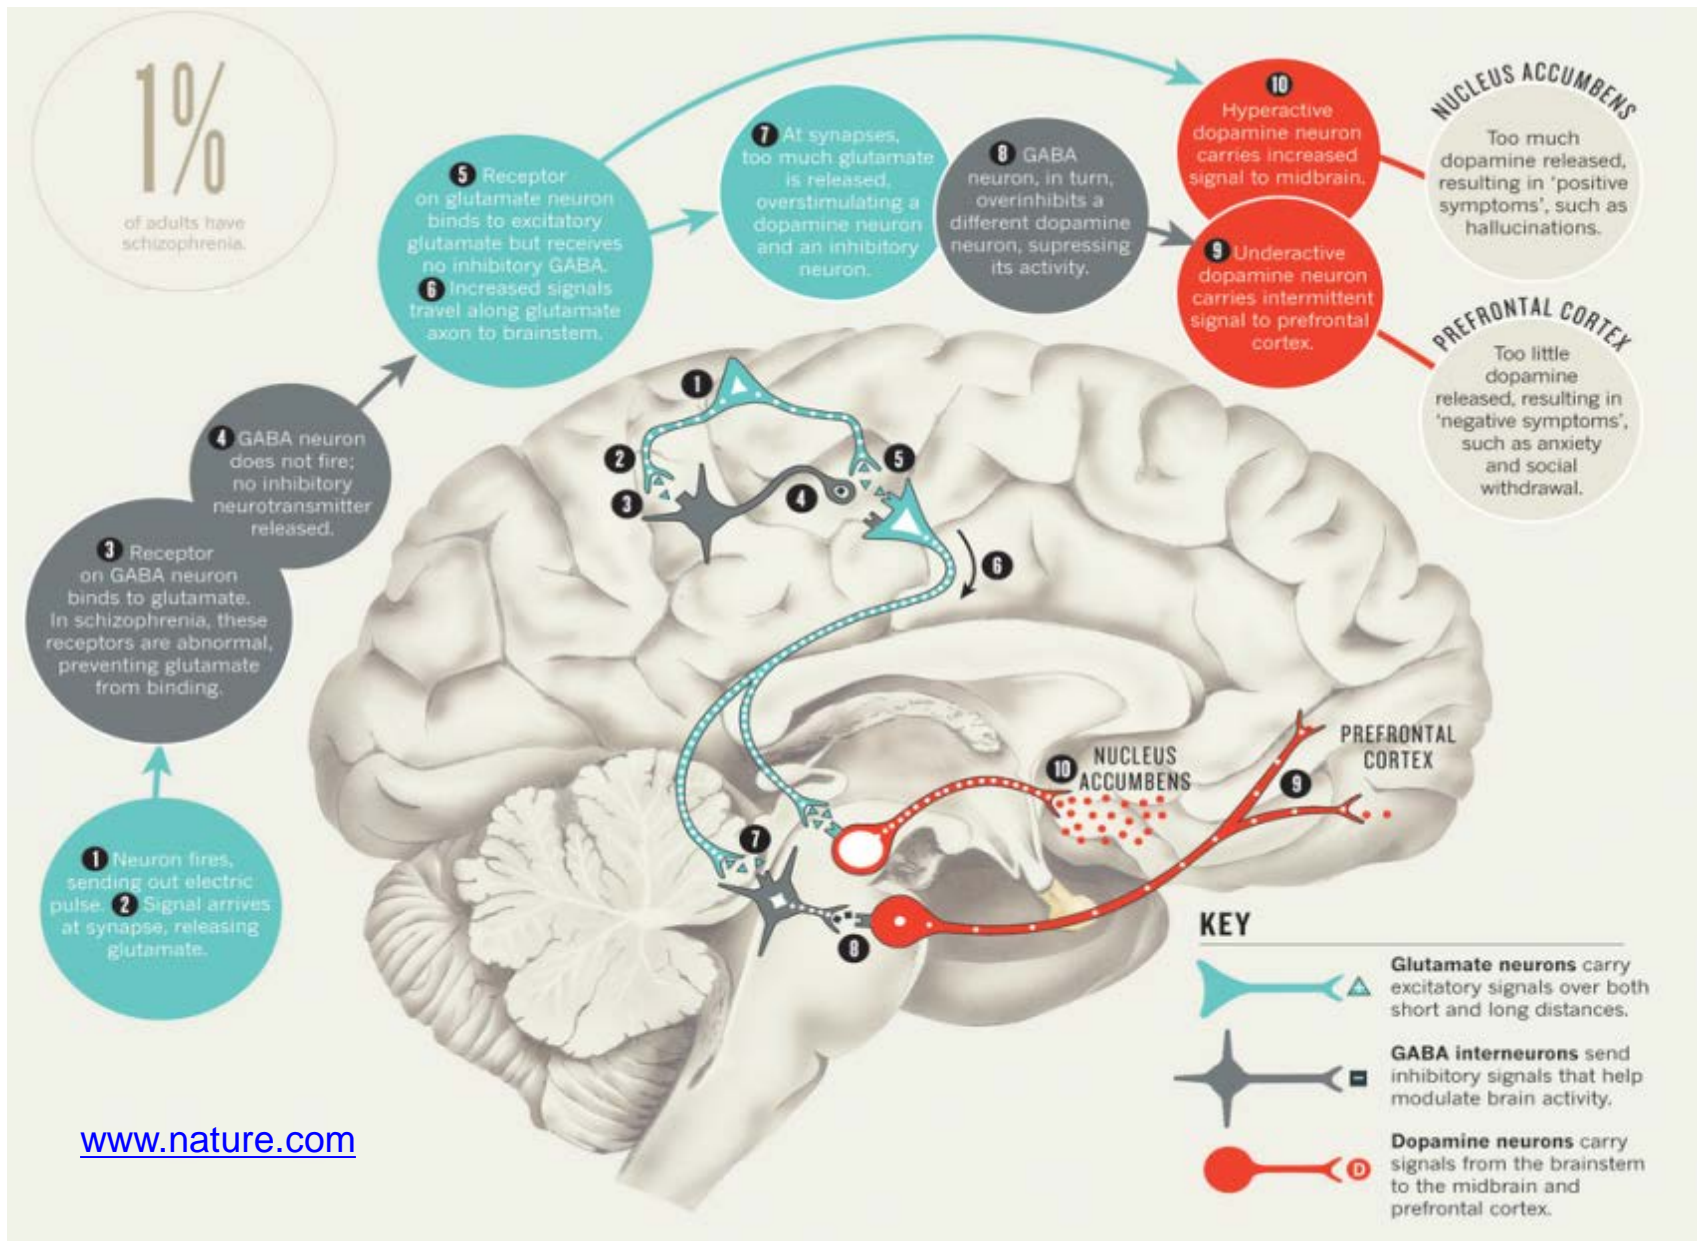 1%
of adults have
schizophrenia.
1 Neuron fires,
sending out electric
pulse. 2 Signal arrives
at synapse, releasing
glutamate.
3 Receptor
on GABA neuron
binds to glutamate.
In schizophrenia, these
receptors are abnormal,
preventing glutamate
from binding.
4 GABA neuron
does not fire;
no inhibitory
neurotransmitter
released.
5 Receptor
on glutamate neuron
binds to excitatory
glutamate but receives
no inhibitory GABA.
6 Increased signals
travel along glutamate
axon to brainstem.
7 At synapses,
too much glutamate
is released,
overstimulating a
dopamine neuron
and an inhibitory
neuron.
8 GABA
neuron, in turn,
overinhibits a
different dopamine
neuron, supressing
its activity.
10
Hyperactive
dopamine neuron
carries increased
signal to midbrain.
9 Underactive
dopamine neuron
carries intermittent
signal to prefrontal
cortex.
NUCLEUS ACCUMBENS
Too much
dopamine released,
resulting in 'positive
symptoms', such as
hallucinations.
PREFRONTAL CORTEX
Too little
dopamine
released, resulting in
'negative symptoms',
such as anxiety
and social
withdrawal.
1
2
3
4
5
6
7
8
10 NUCLEUS
ACCUMBENS
9
PREFRONTAL
CORTEX
KEY
Glutamate neurons carry
excitatory signals over both
short and long distances.
GABA interneurons send
inhibitory signals that help
modulate brain activity.
D
Dopamine neurons carry
signals from the brainstem
to the midbrain and
prefrontal cortex.
www.nature.com